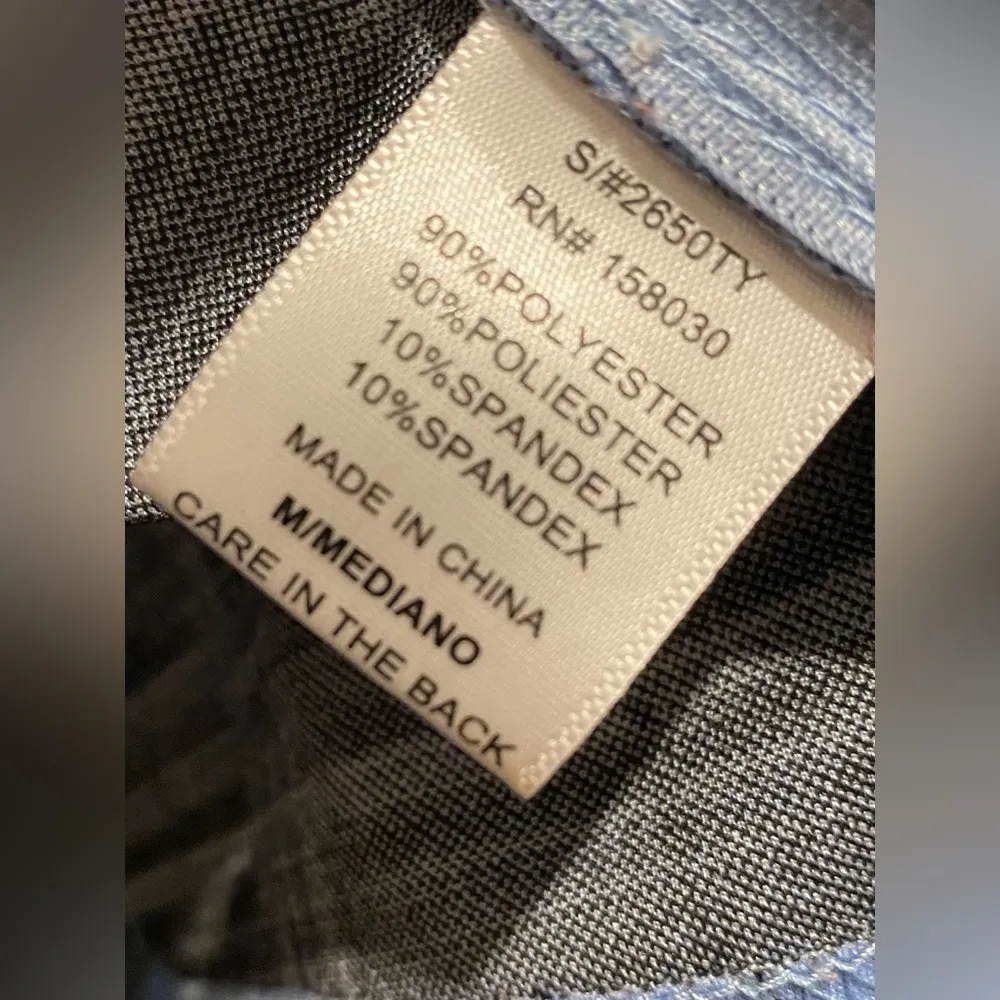 S/#2650TY
RN# 158030
90%POLYESTER
90%POLIESTER
10%SPANDEX
10%SPANDEX
MADE IN CHINA
M/MEDIANO
CARE IN THE BACK